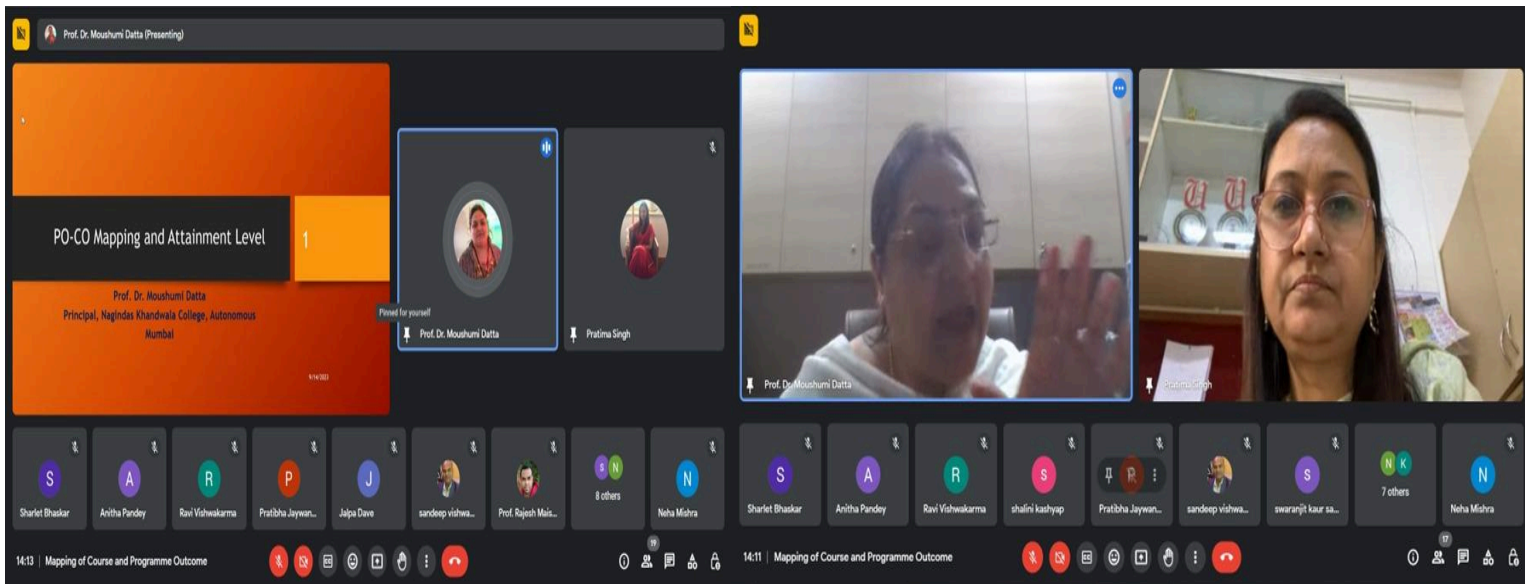 Prof. Dr. Moushumi Datta (Presenting)
PO-CO Mapping and Attainment Level
1
Prof. Dr. Moushumi Datta
Principal, Nagindas Khandwala College, Autonomous
Mumbai
9/14/2023
Pinned for yourself
Prof. Dr. Moushumi Datta
Pratima Singh
S
A
R
P
J
S N
N
Sharlet Bhaskar
Anitha Pandey
Ravi Vishwakarma
Pratibha Jaywan...
Jalpa Dave
sandeep vishwa...
Prof. Rajesh Mais...
8 others
Neha Mishra
14:13 | Mapping of Course and Programme Outcome
19
Prof. Dr. Moushumi Datta
Pratima Singh
S
A
R
s
P
s
N K
N
Sharlet Bhaskar
Anitha Pandey
Ravi Vishwakarma
shalini kashyap
Pratibha Jaywan...
sandeep vishwa...
swaranjit kaur sa...
7 others
Neha Mishra
14:11 | Mapping of Course and Programme Outcome
17